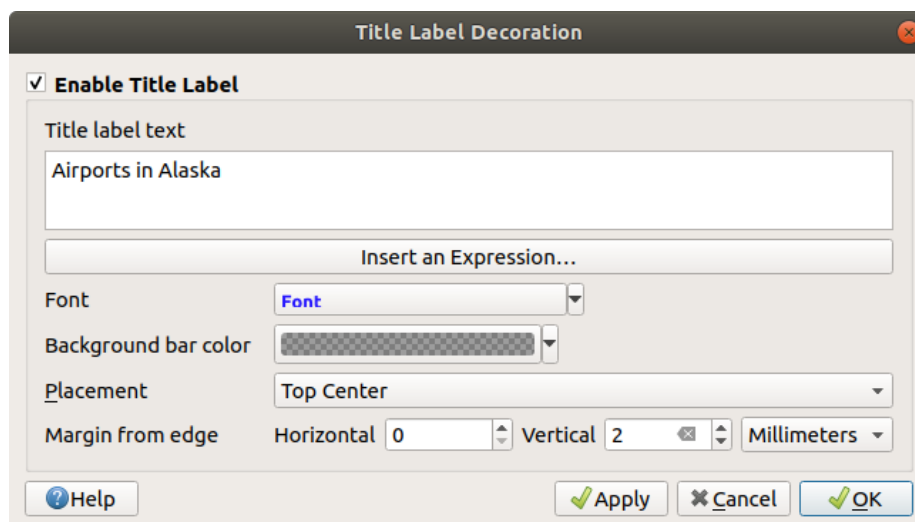 Title Label Decoration
Enable Title Label
Title label text
Airports in Alaska
Insert an Expression…
Font Font
Background bar color
Placement Top Center
Margin from edge Horizontal 0 Vertical 2 Millimeters
Help Apply Cancel OK